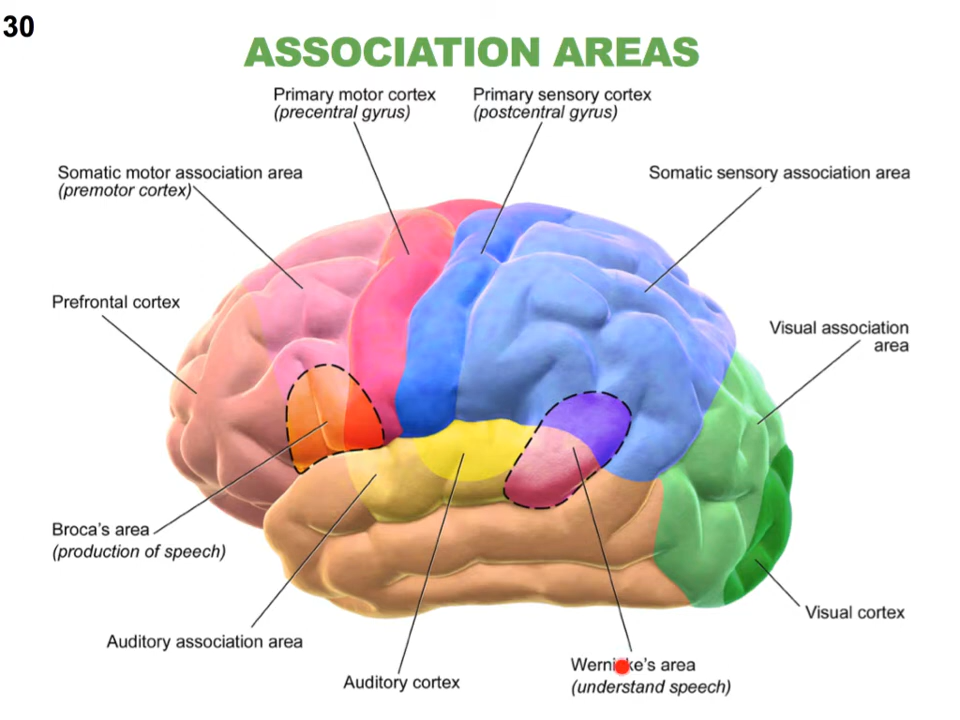 30
ASSOCIATION AREAS
Primary motor cortex
(precentral gyrus)
Primary sensory cortex
(postcentral gyrus)
Somatic motor association area
(premotor cortex)
Somatic sensory association area
Prefrontal cortex
Visual association
area
Broca's area
(production of speech)
Visual cortex
Auditory association area
Auditory cortex
Wernicke's area
(understand speech)